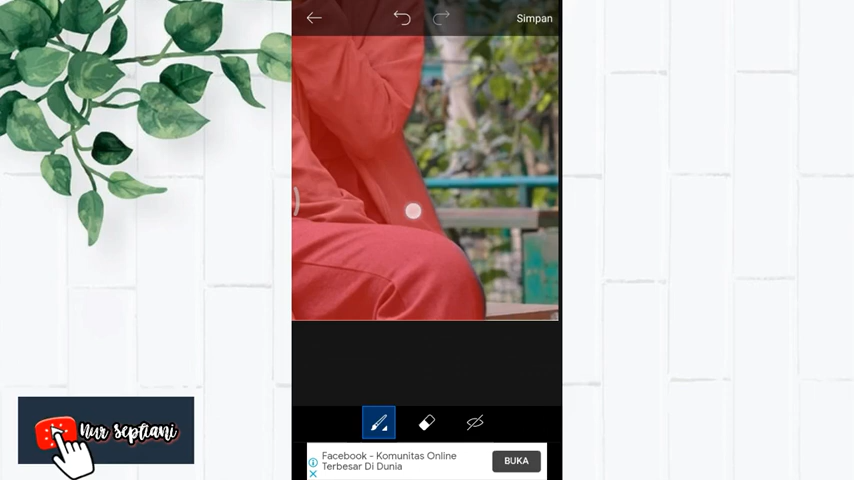 Simpan
Nur Septiani
Facebook - Komunitas Online
Terbesar Di Dunia
BUKA